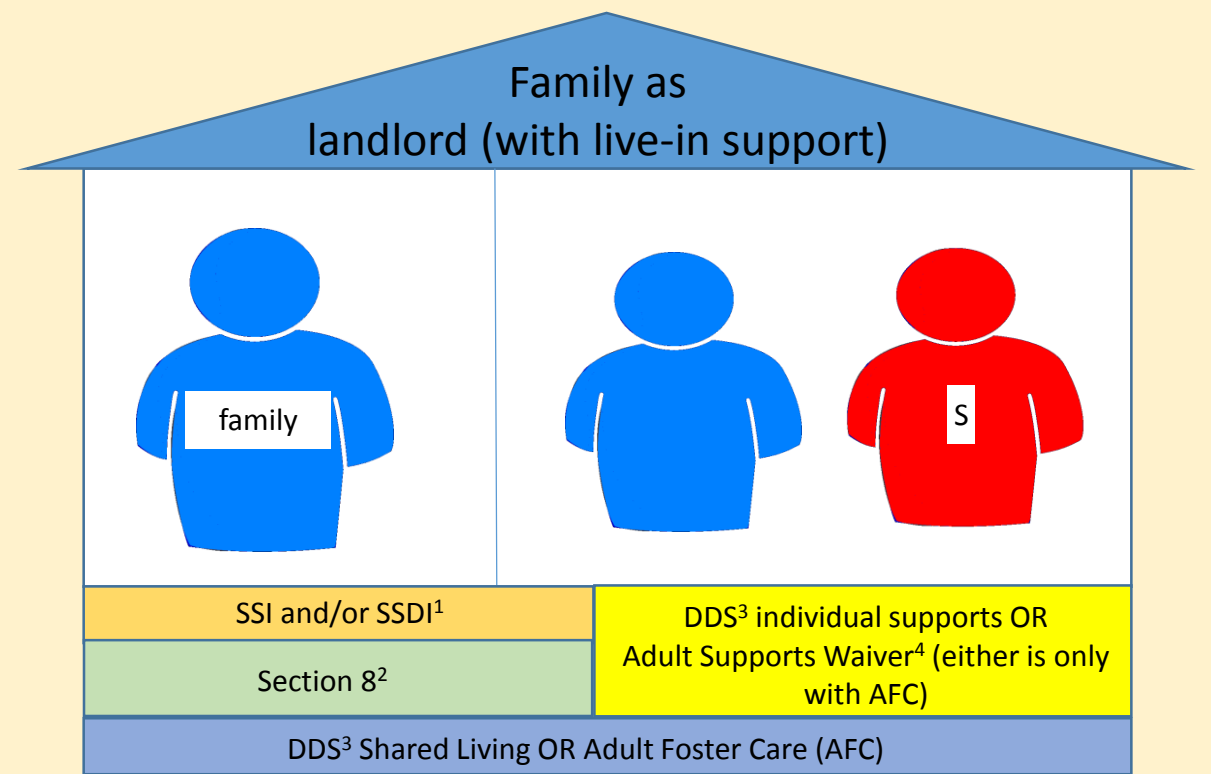 Family as
landlord (with live-in support)
family
S
SSI and/or SSDI¹
Section 8²
DDS³ individual supports OR
Adult Supports Waiver⁴ (either is only
with AFC)
DDS³ Shared Living OR Adult Foster Care (AFC)